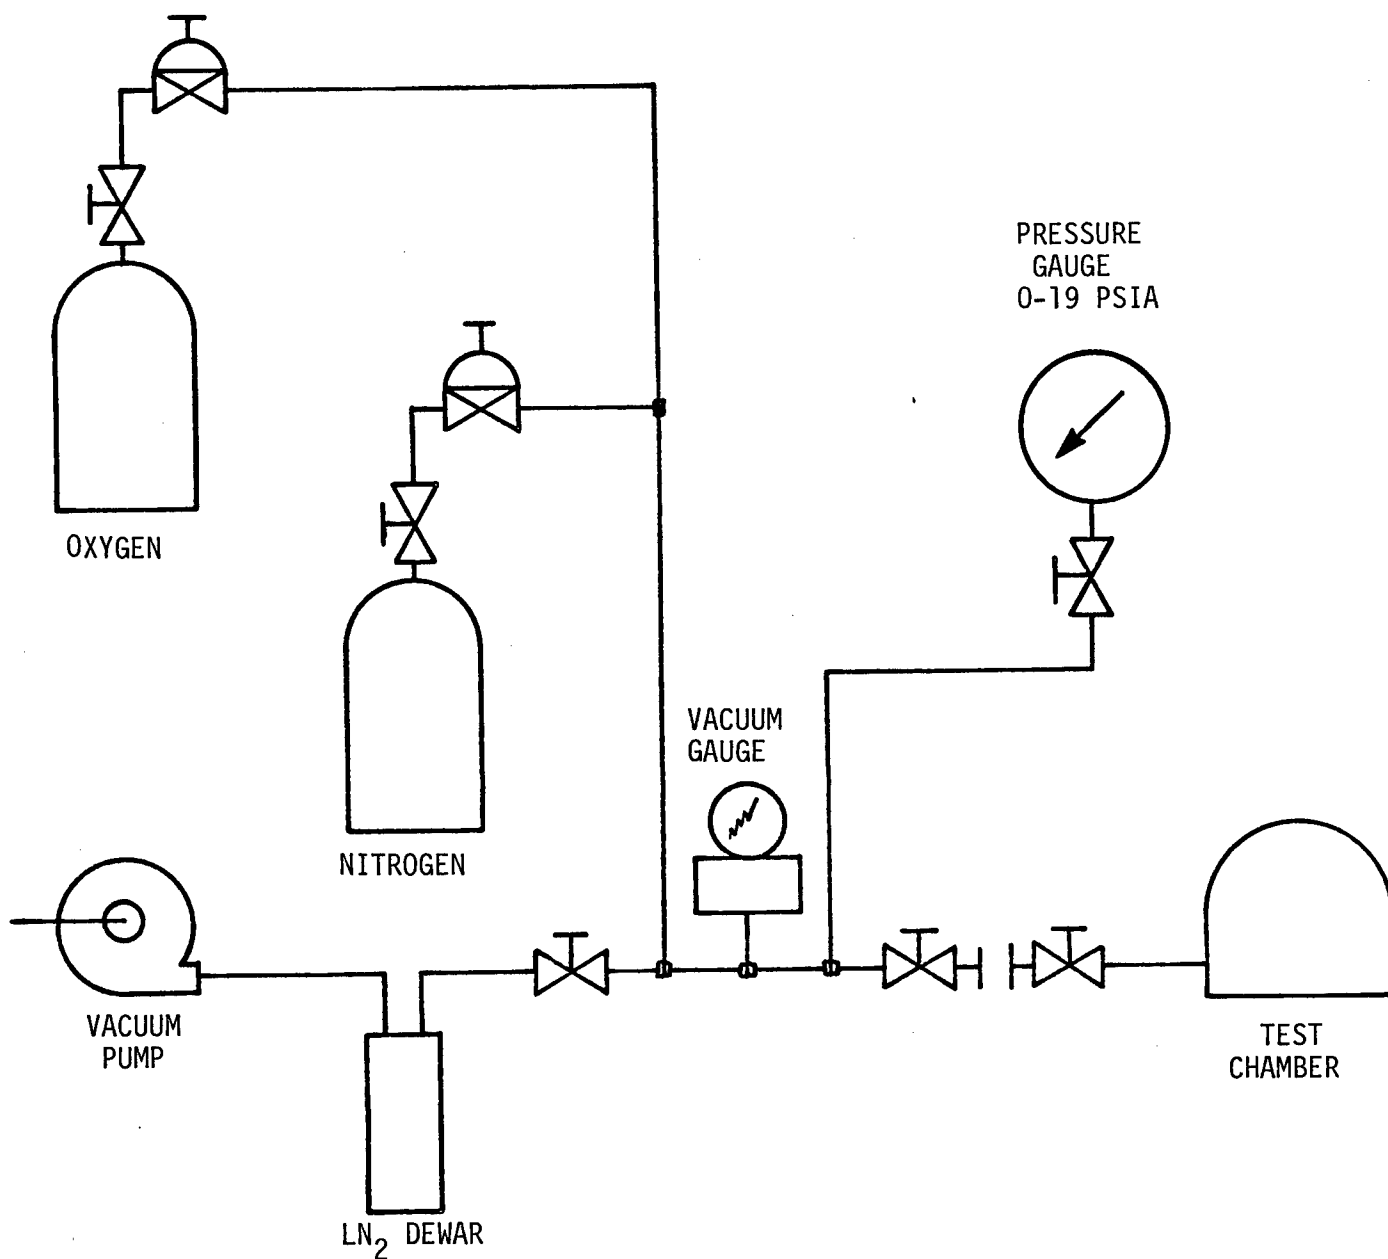 PRESSURE
GAUGE
0-19 PSIA
OXYGEN
VACUUM
GAUGE
NITROGEN
VACUUM
PUMP
TEST
CHAMBER
LN₂ DEWAR